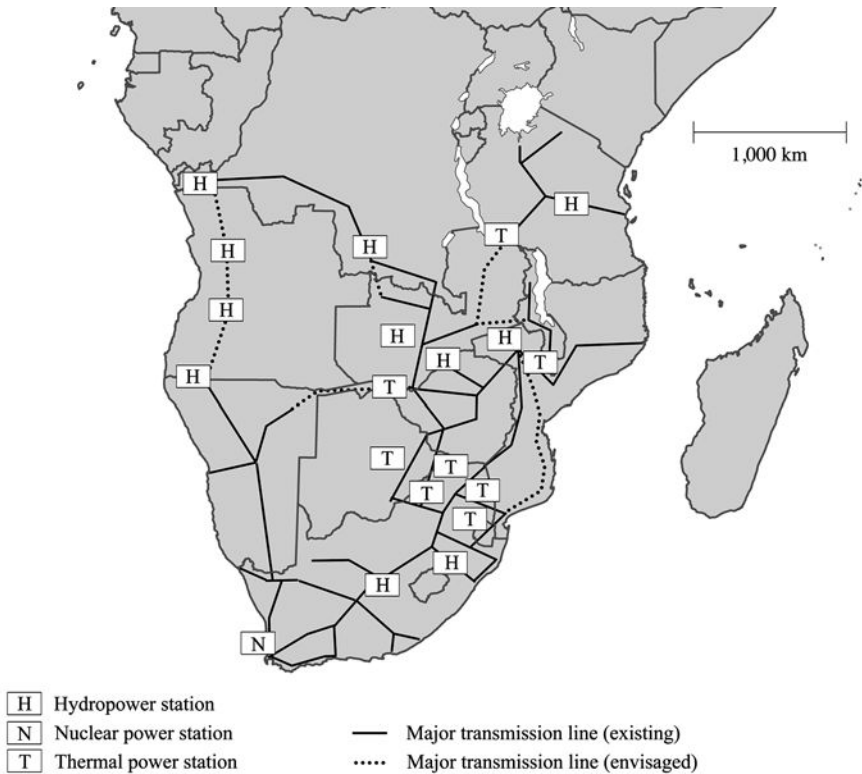 1,000 km
H
H
H
T
H
H
H
H
H
T
H
H
T
T
T
T
T
T
H
H
N
H Hydropower station
N Nuclear power station
T Thermal power station
Major transmission line (existing)
Major transmission line (envisaged)